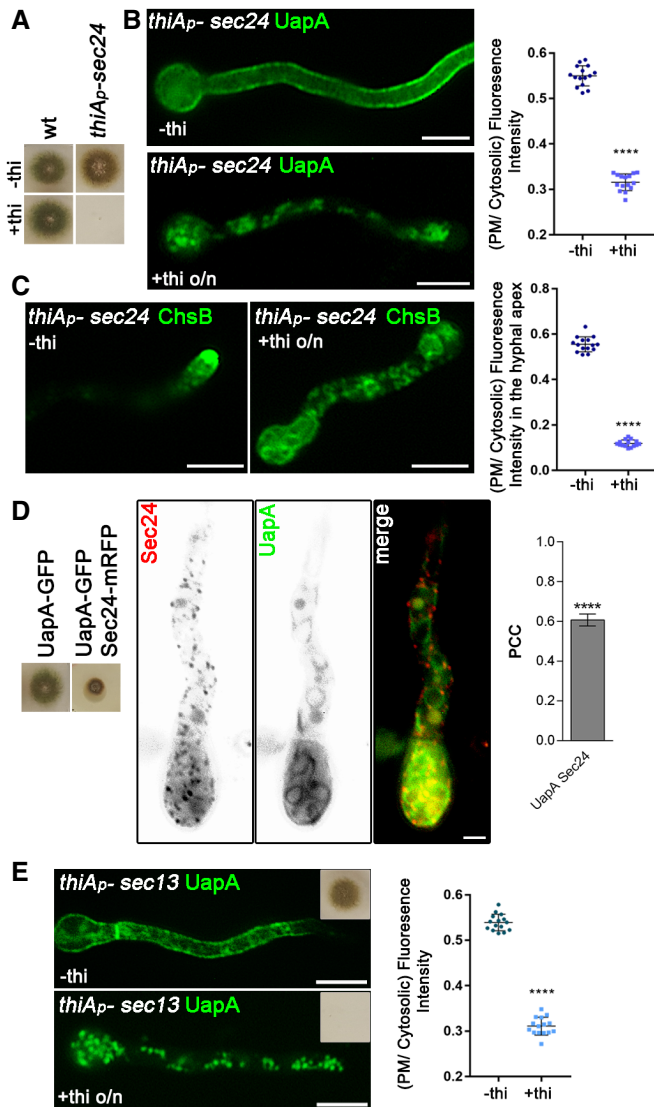 A
wt
thiAp-sec24
-thi
+thi
B
thiAp- sec24 UapA
-thi
thiAp- sec24 UapA
+thi o/n
(PM/ Cytosolic) Fluorescence
Intensity
0.6
0.5
0.4
0.3
0.2
****
-thi
+thi
C
thiAp- sec24 ChsB
-thi
thiAp- sec24 ChsB
+thi o/n
(PM/ Cytosolic) Fluorescence
Intensity in the hyphal apex
0.8
0.6
0.4
0.2
0.0
****
-thi
+thi
D
UapA-GFP
UapA-GFP
Sec24-mRFP
Sec24
UapA
merge
PCC
1.0
0.8
0.6
0.4
0.2
0.0
****
UapA Sec24
E
thiAp- sec13 UapA
-thi
thiAp- sec13 UapA
+thi o/n
(PM/ Cytosolic) Fluorescence
Intensity
0.6
0.5
0.4
0.3
0.2
****
-thi
+thi